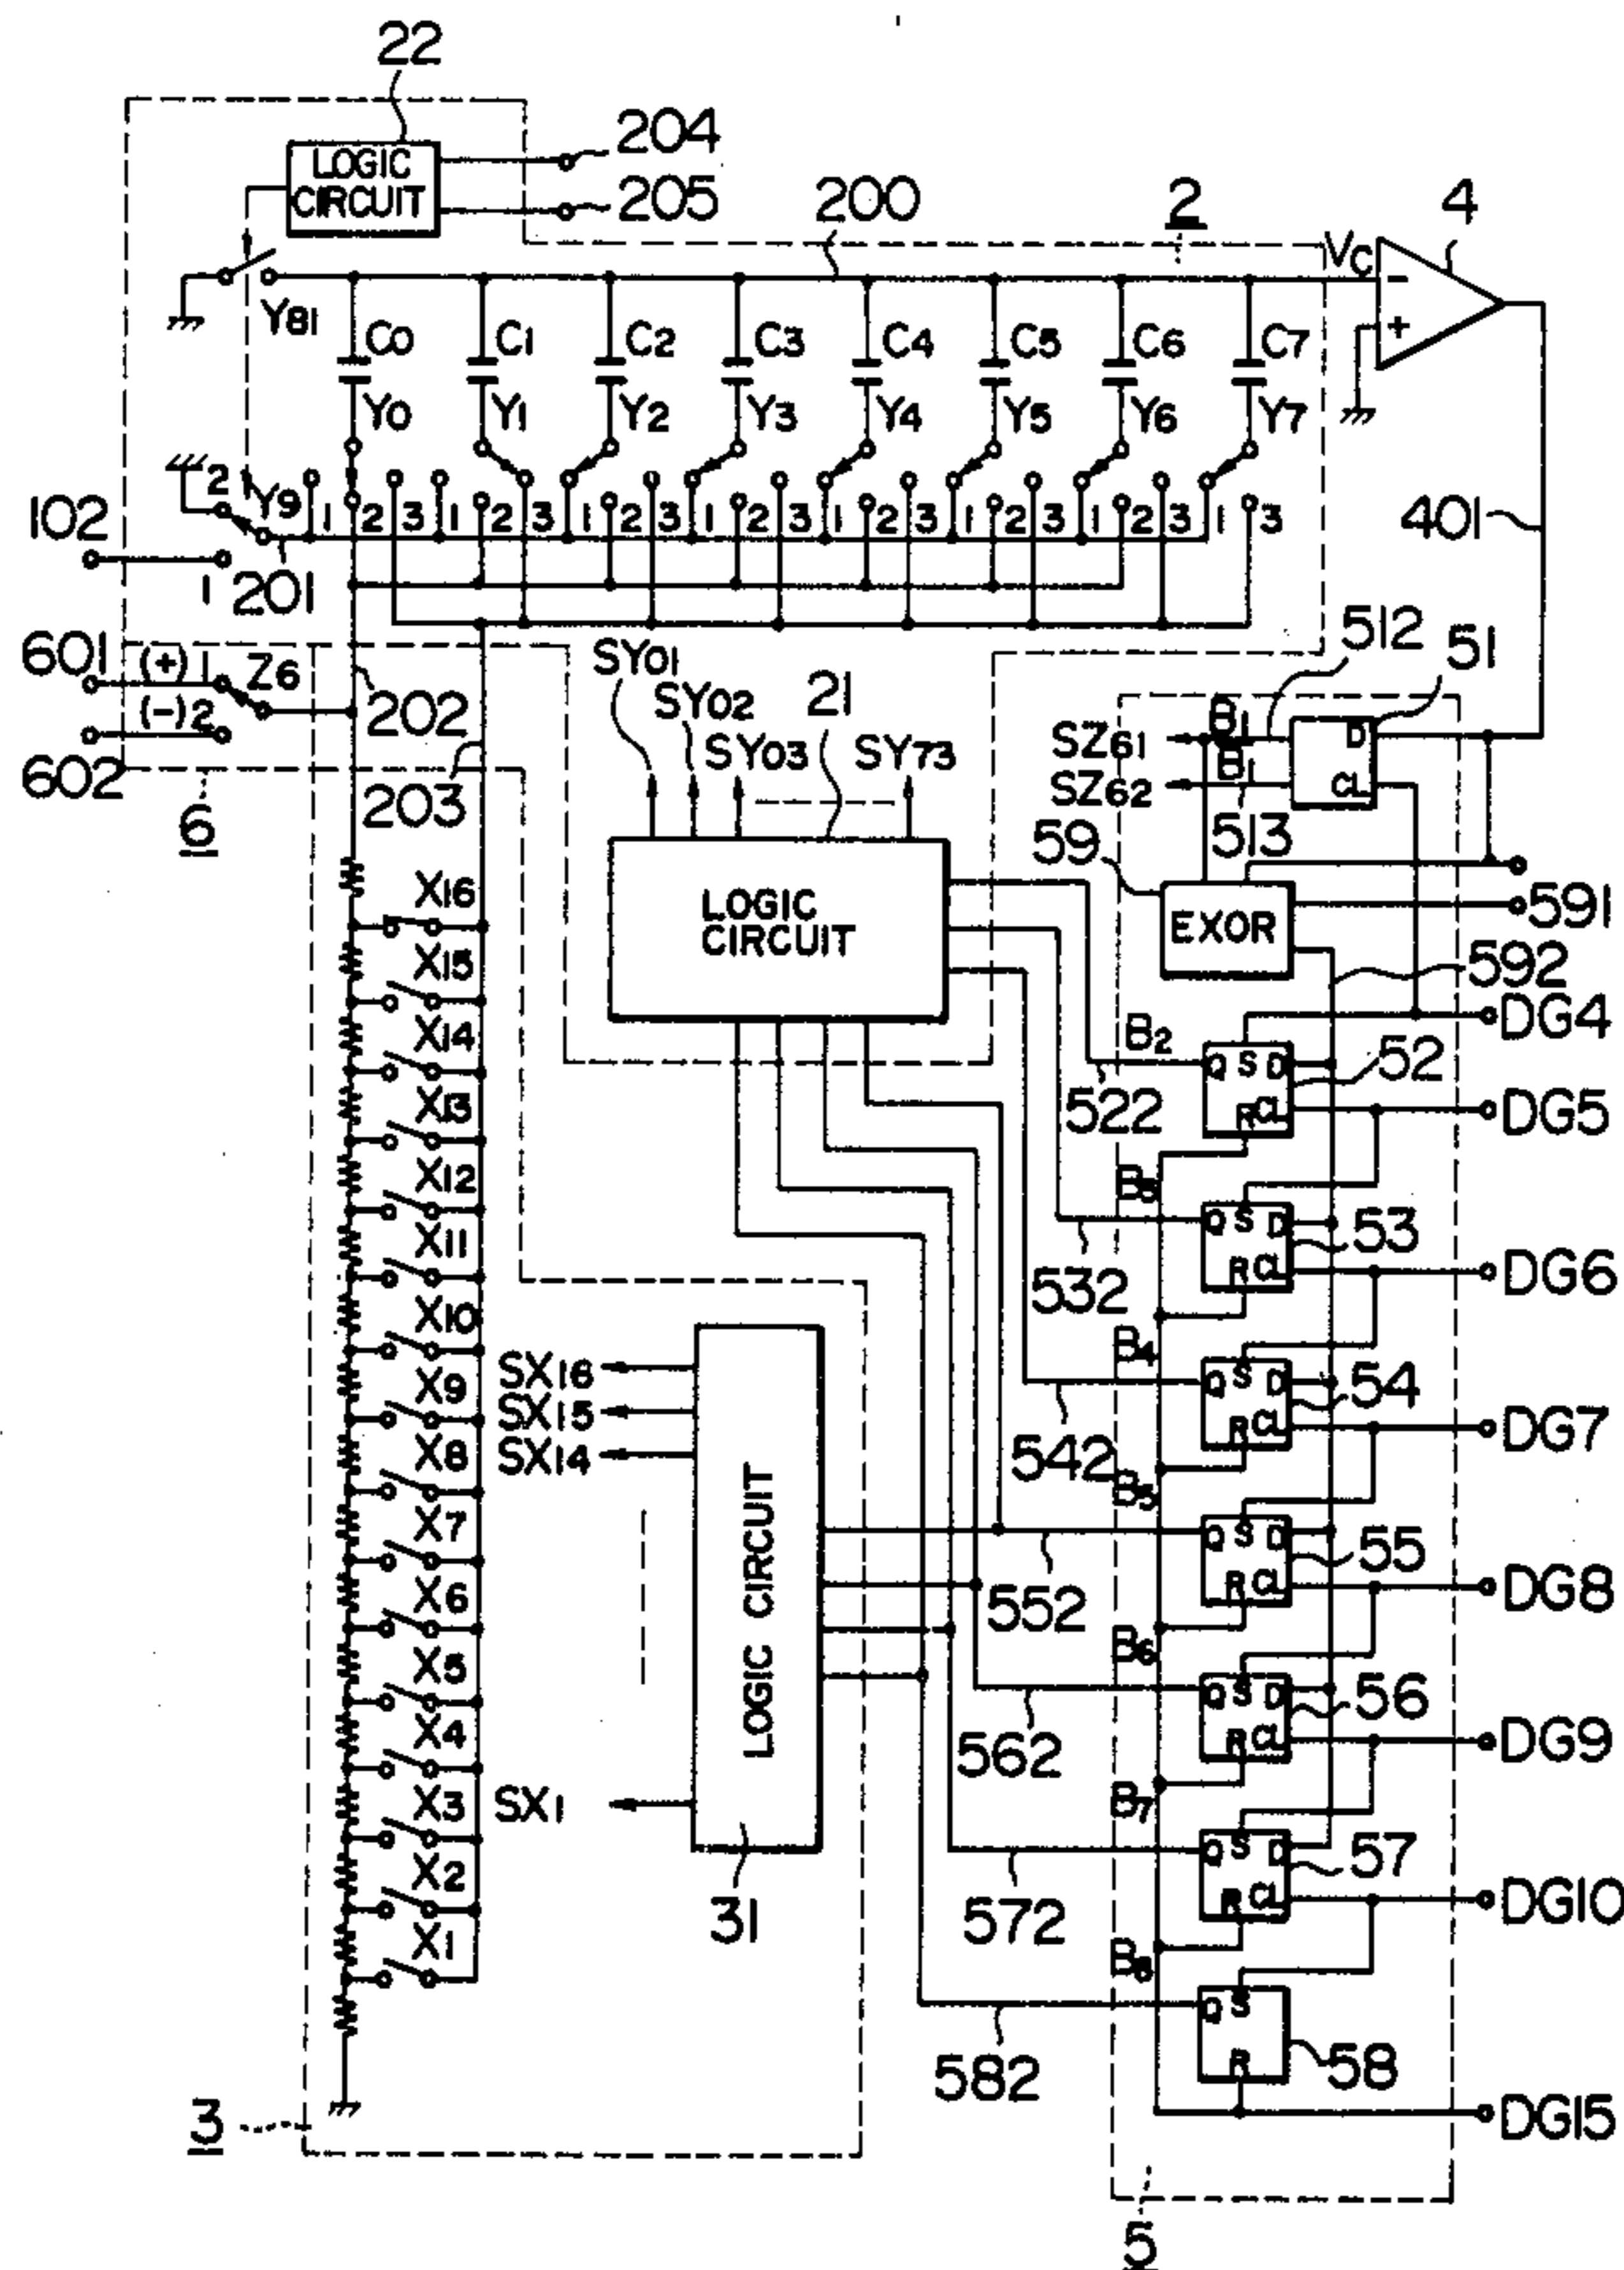 22
LOGIC CIRCUIT
204
205
200
2
VC
4
-
+
Y81
C0 C1 C2 C3 C4 C5 C6 C7
Y0 Y1 Y2 Y3 Y4 Y5 Y6 Y7
2 Y9
1 2 3 1 2 3 1 2 3 1 2 3 1 2 3 1 2 3 1 2 3 1 3
102
1 201
401
601 (+) 1 Z6
(-) 2
602
6
202
203
SY01
SY02
SY03
SY73
21
512
51
SZ61 B1
SZ62 B1
D
CL
513
59
EXOR
591
592
LOGIC CIRCUIT
X16
X15
X14
X13
X12
X11
X10
X9
X8
X7
X6
X5
X4
X3
X2
X1
DG4
B2
Q S D
R CL
52
522
DG5
B3
Q S D
R CL
53
532
DG6
B4
Q S D
R CL
54
542
DG7
B5
Q S D
R CL
55
552
DG8
B6
Q S D
R CL
56
562
DG9
B7
Q S D
R CL
57
572
DG10
B8
Q S
R
58
582
DG15
SX16
SX15
SX14
SX1
LOGIC CIRCUIT
31
3
5